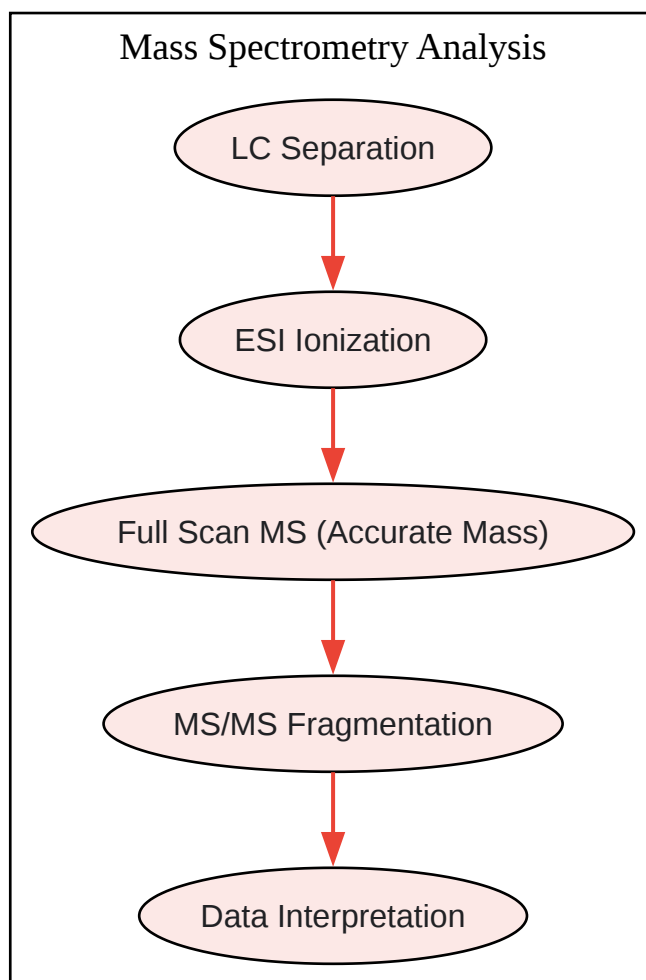 Mass Spectrometry Analysis
LC Separation
ESI Ionization
Full Scan MS (Accurate Mass)
MS/MS Fragmentation
Data Interpretation